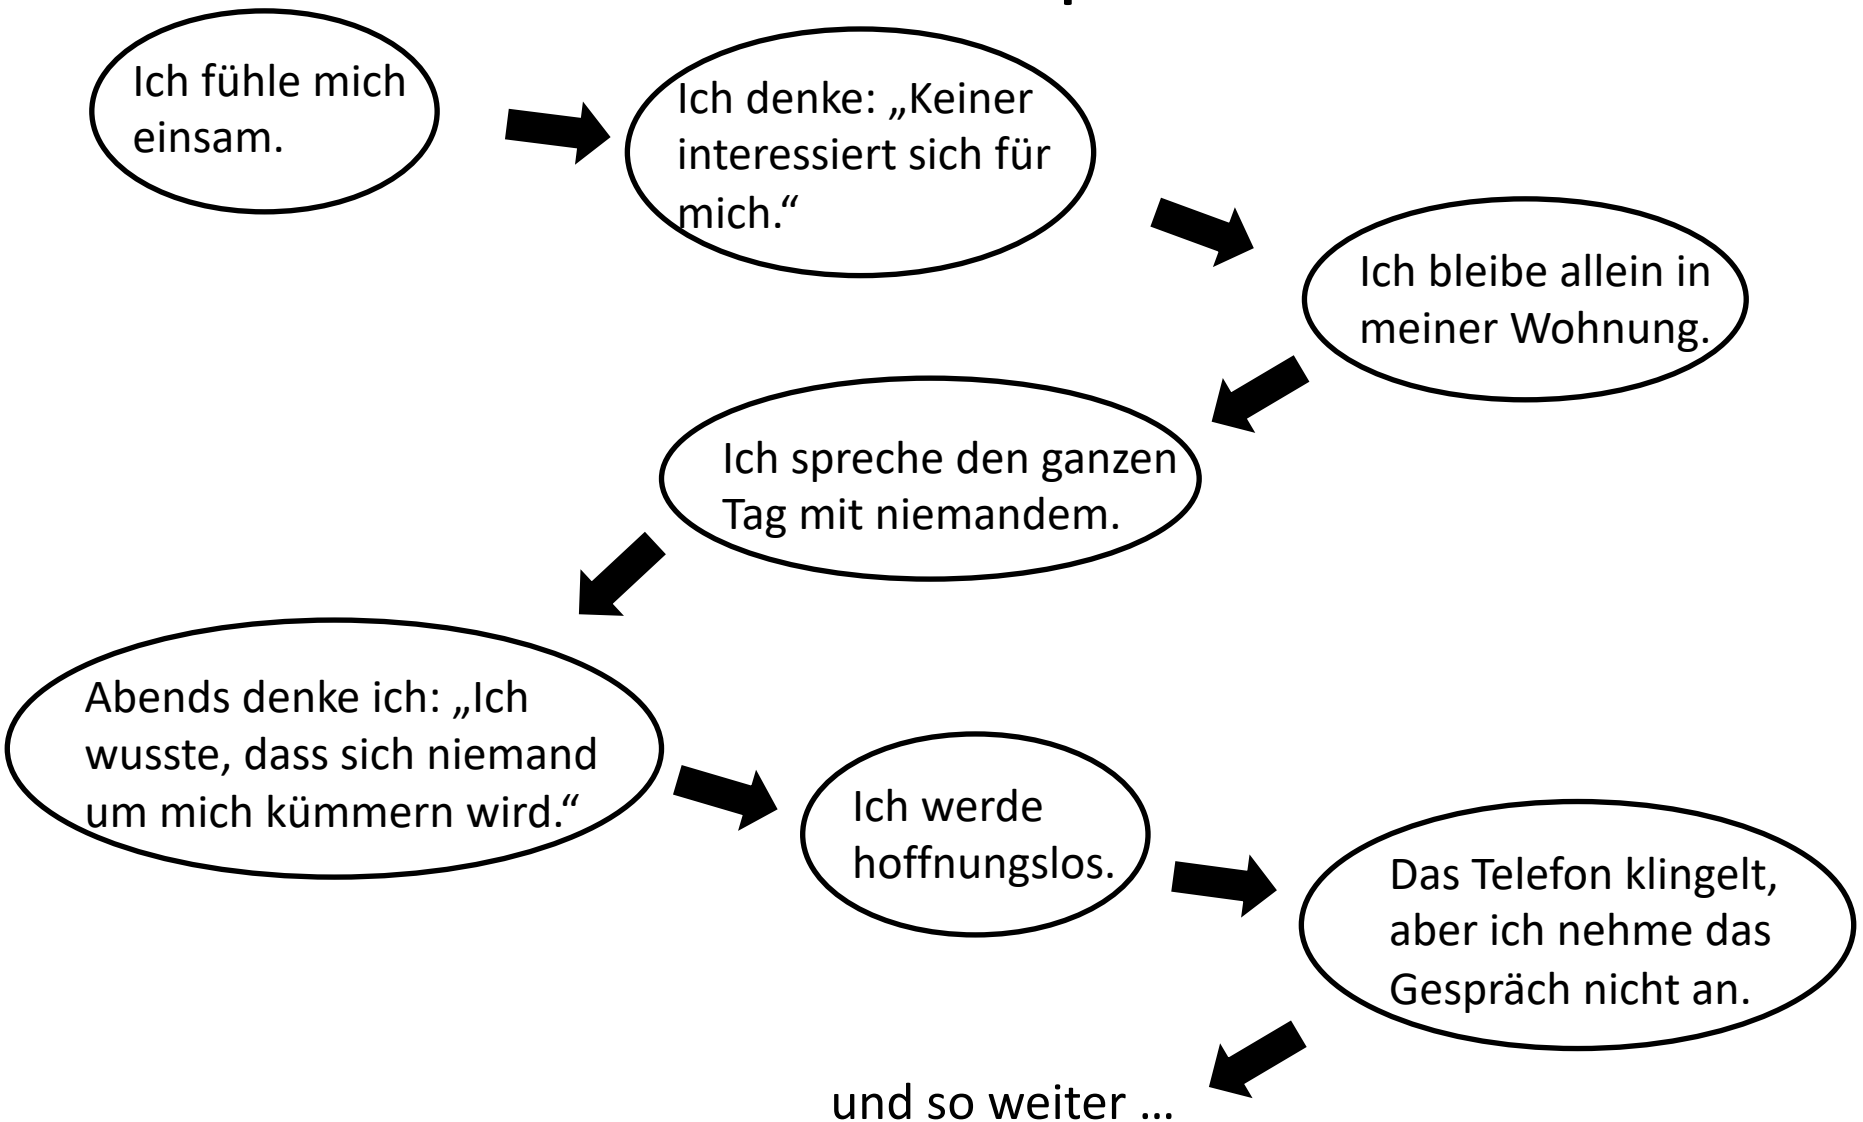 Ich fühle mich
einsam.
Ich denke: „Keiner
interessiert sich für
mich.“
Ich bleibe allein in
meiner Wohnung.
Ich spreche den ganzen
Tag mit niemandem.
Abends denke ich: „Ich
wusste, dass sich niemand
um mich kümmern wird.“
Ich werde
hoffnungslos.
Das Telefon klingelt,
aber ich nehme das
Gespräch nicht an.
und so weiter ...